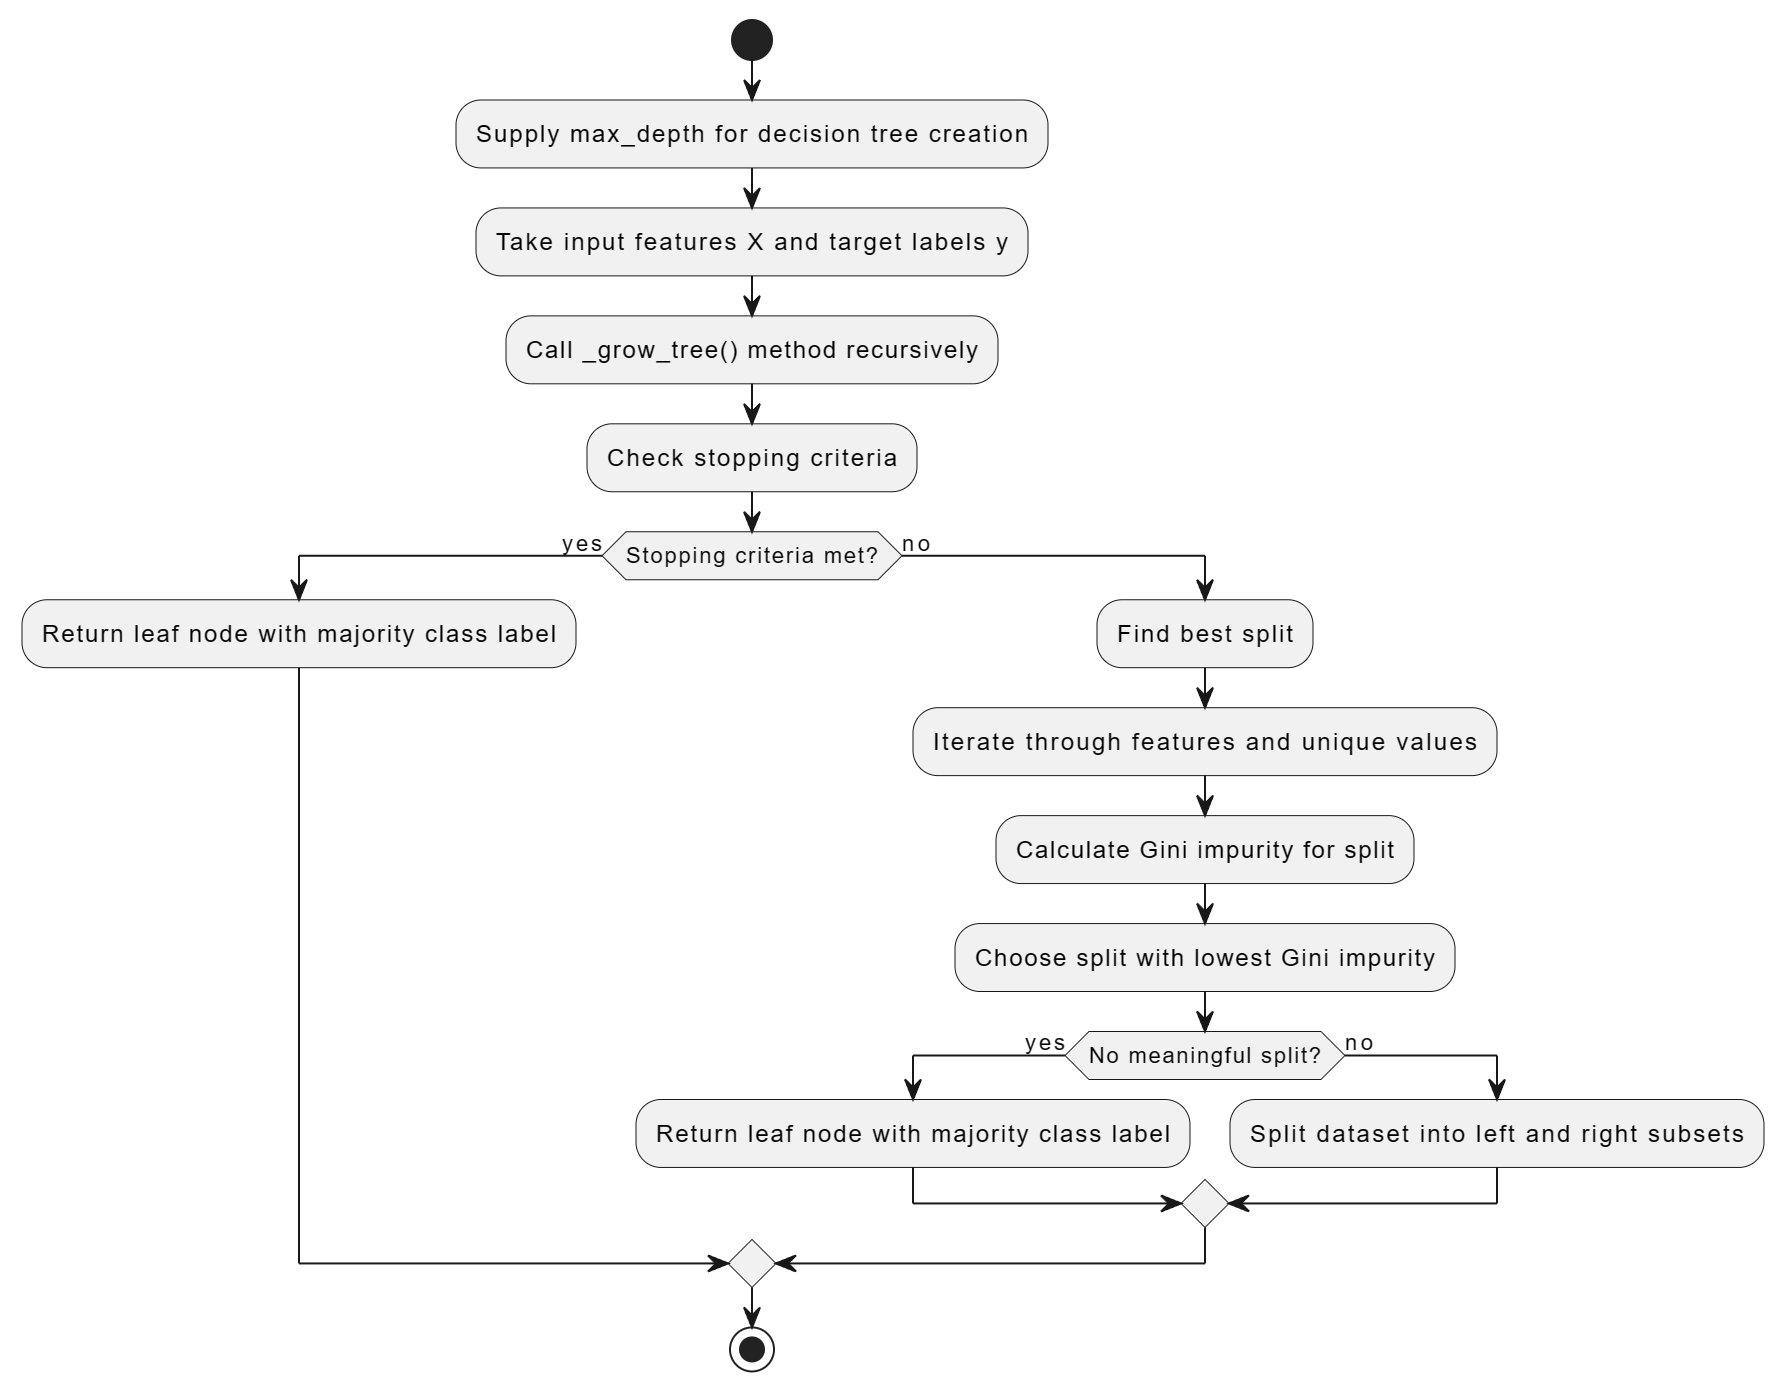 Supply max_depth for decision tree creation
Take input features X and target labels y
Call _grow_tree() method recursively
Check stopping criteria
yes
Stopping criteria met?
no
Return leaf node with majority class label
Find best split
Iterate through features and unique values
Calculate Gini impurity for split
Choose split with lowest Gini impurity
yes
No meaningful split?
no
Return leaf node with majority class label
Split dataset into left and right subsets